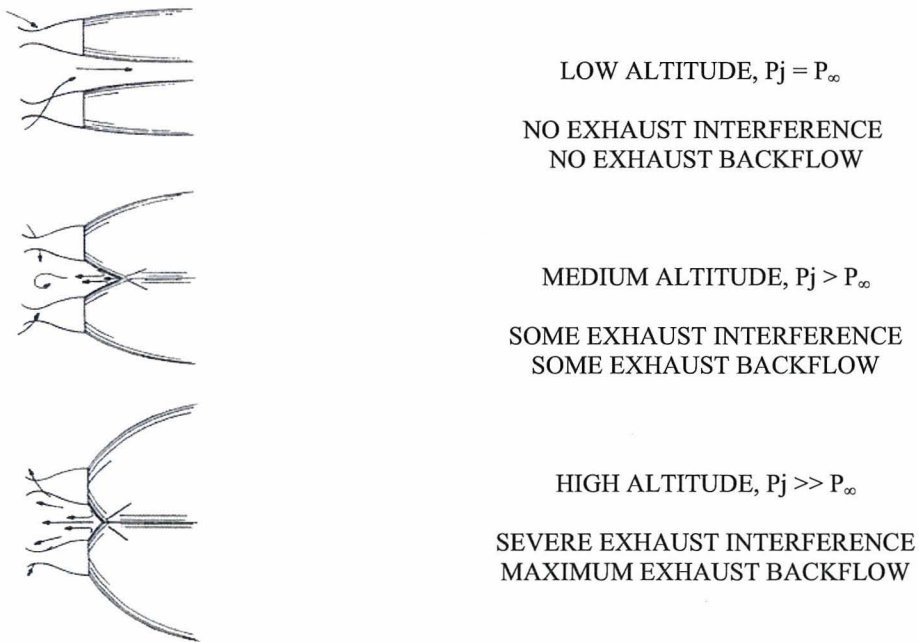 LOW ALTITUDE, Pj = P∞
NO EXHAUST INTERFERENCE
NO EXHAUST BACKFLOW
MEDIUM ALTITUDE, Pj > P∞
SOME EXHAUST INTERFERENCE
SOME EXHAUST BACKFLOW
HIGH ALTITUDE, Pj >> P∞
SEVERE EXHAUST INTERFERENCE
MAXIMUM EXHAUST BACKFLOW